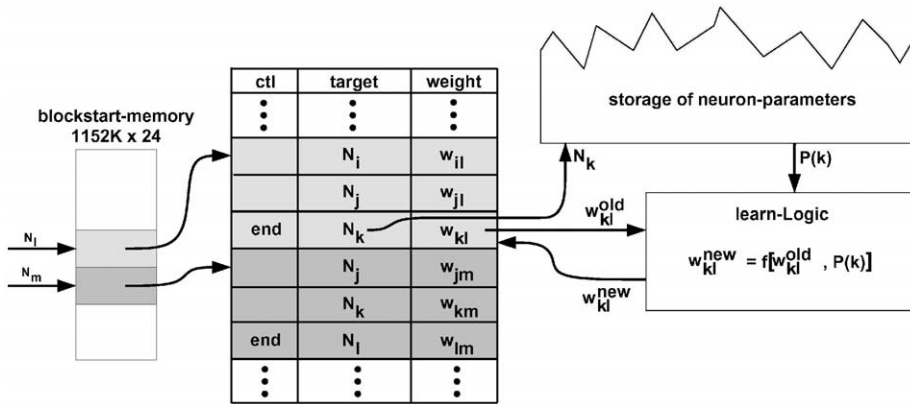 blockstart-memory
1152K x 24
N_l
N_m
ctl target weight
N_i w_il
N_j w_jl
end N_k w_kl
N_j w_jm
N_k w_km
end N_l w_lm
storage of neuron-parameters
N_k
P(k)
w_kl^old
w_kl^new
learn-Logic
w_kl^new = f[w_kl^old , P(k)]